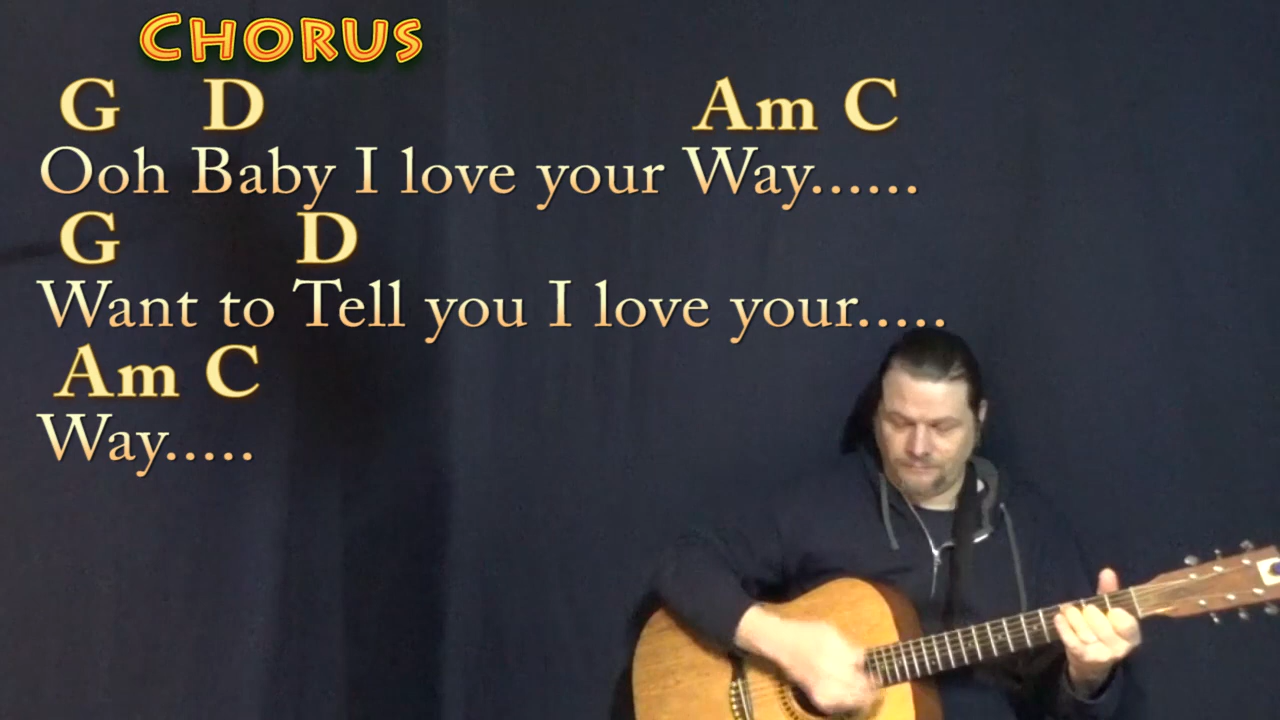 CHORUS
G D Am C
Ooh Baby I love your Way......
G D
Want to Tell you I love your.....
Am C
Way.....